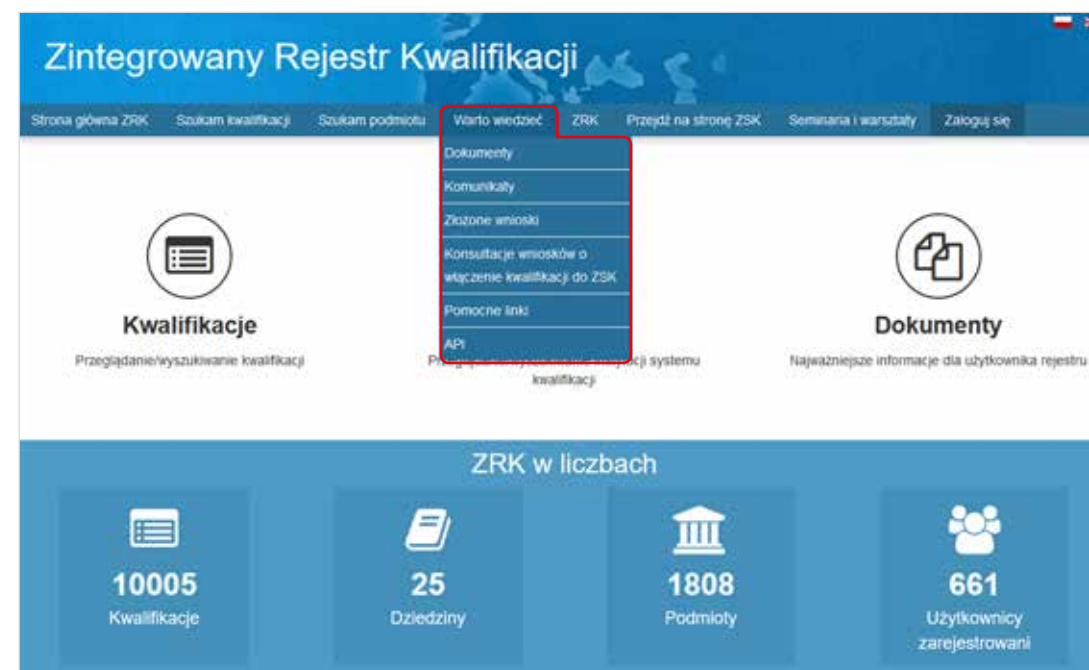 Zintegrowany Rejestr Kwalifikacji
Strona główna ZRK Szukam kwalifikacji Szukam podmiotu Warto wiedzieć ZRK Przejdź na stronę ZSK Seminaria i warsztaty Zaloguj się
Dokumenty
Komunikaty
Złożone wnioski
Konsultacje wniosków o
włączenie kwalifikacji do ZSK
Pomocne linki
API
Kwalifikacje
Przeglądanie/wyszukiwanie kwalifikacji
systemu
kwalifikacji
Dokumenty
Najważniejsze informacje dla użytkownika rejestru
ZRK w liczbach
10005
Kwalifikacje
25
Dziedziny
1808
Podmioty
661
Użytkownicy
zarejestrowani